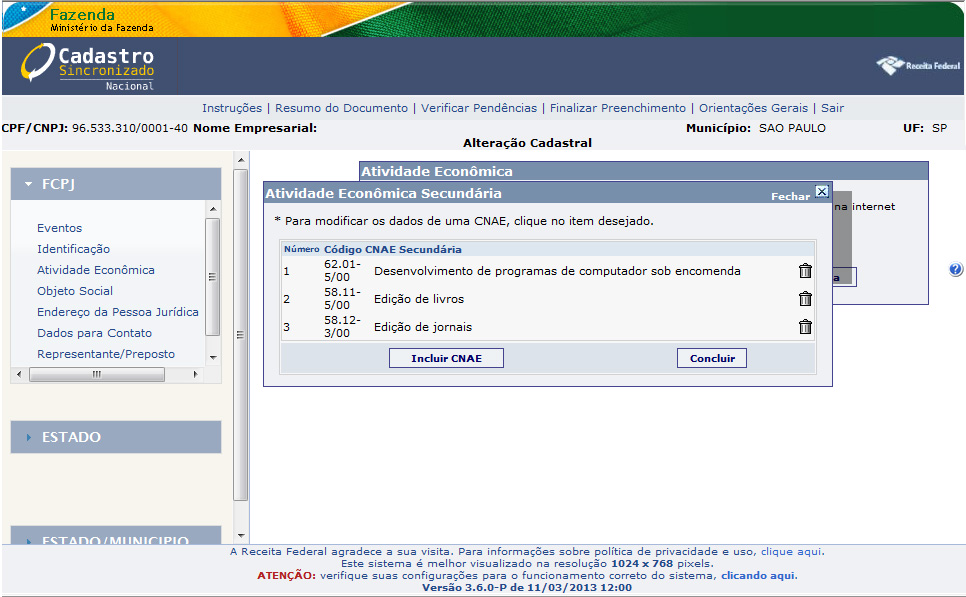 Fazenda
Ministério da Fazenda
Cadastro
Sincronizado
Nacional
Receita Federal
Instruções | Resumo do Documento | Verificar Pendências | Finalizar Preenchimento | Orientações Gerais | Sair
CPF/CNPJ: 96.533.310/0001-40 Nome Empresarial: Município: SAO PAULO UF: SP
Alteração Cadastral
FCPJ
Eventos
Identificação
Atividade Econômica
Objeto Social
Endereço da Pessoa Jurídica
Dados para Contato
Representante/Preposto
ESTADO
ESTADO/MUNICIPIO
Atividade Econômica
na internet
a
Atividade Econômica Secundária Fechar X
* Para modificar os dados de uma CNAE, clique no item desejado.
Número Código CNAE Secundária
1 62.01-5/00 Desenvolvimento de programas de computador sob encomenda
2 58.11-5/00 Edição de livros
3 58.12-3/00 Edição de jornais
Incluir CNAE Concluir
?
A Receita Federal agradece a sua visita. Para informações sobre política de privacidade e uso, clique aqui.
Este sistema é melhor visualizado na resolução 1024 x 768 pixels.
ATENÇÃO: verifique suas configurações para o funcionamento correto do sistema, clicando aqui.
Versão 3.6.0-P de 11/03/2013 12:00